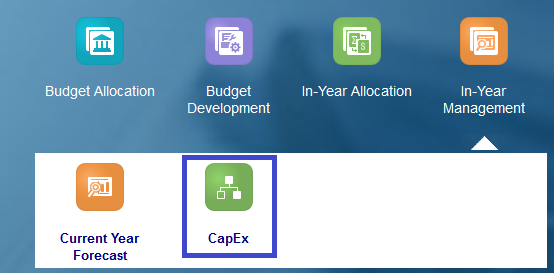 Budget Allocation
Budget
Development
In-Year Allocation
In-Year
Management
Current Year
Forecast
CapEx